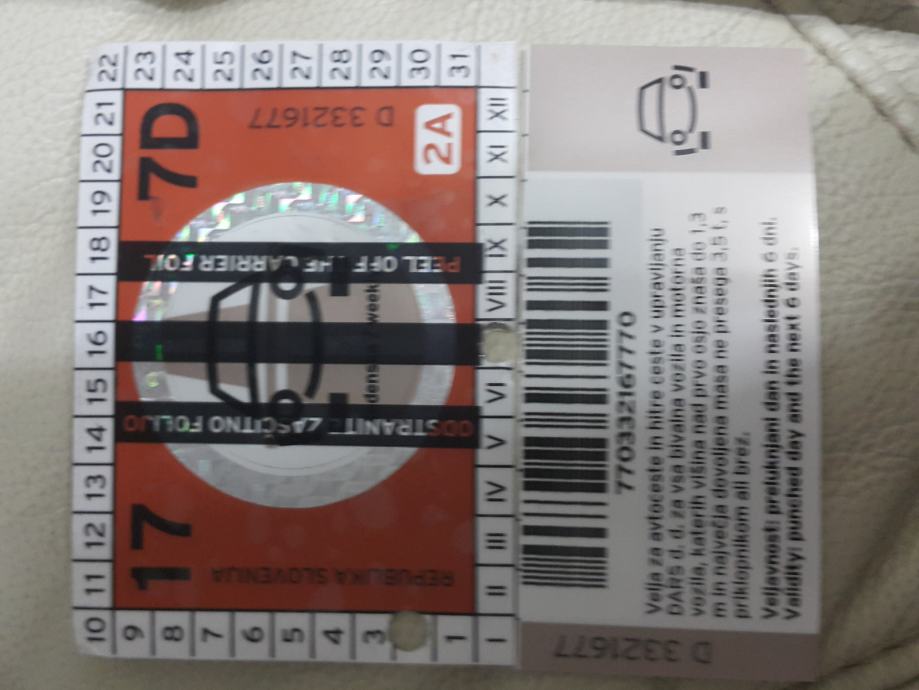 22 23 24 25 26 27 28 29 30 31
21
20
19
18
17
16
15
14
13
12
11
10 9 8 7 6 5 4 3 1
I
II
III
IV
V
VI
VIII
IX
X
XI
XII
17
7D
2A
D 3321677
REPUBLIKA SLOVENIJA
PEEL OFF THE CARRIER FOIL
ODSTRANITE ZAŠČITNO FOLIJO
week
770332167770
Velja za avtoceste in hitre ceste v upravljanju
DARS d. d. za vsa bivalna vozila in motorna
vozila, katerih višina nad prvo osjo znaša do 1,3
m in največja dovoljena masa ne presega 3,5 t, s
priklopnikom ali brez.
Veljavnost: preluknjani dan in naslednjih 6 dni.
Validity: punched day and the next 6 days.
D 3321677